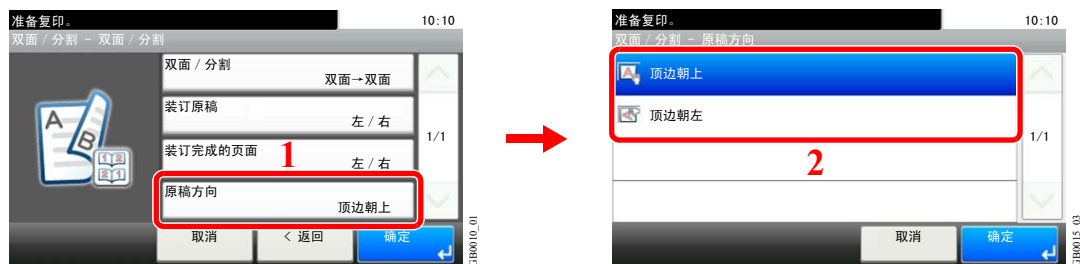 准备复印。
10:10
双面 / 分割 - 双面 / 分割
双面 / 分割
双面→双面
装订原稿
左 / 右
装订完成的页面
左 / 右
原稿方向
顶边朝上
1/1
1
取消
< 返回
确定
GB0010_01
准备复印。
10:10
双面 / 分割 - 原稿方向
顶边朝上
顶边朝左
1/1
2
取消
确定
GB0015_03
A
B
1 2
2 1